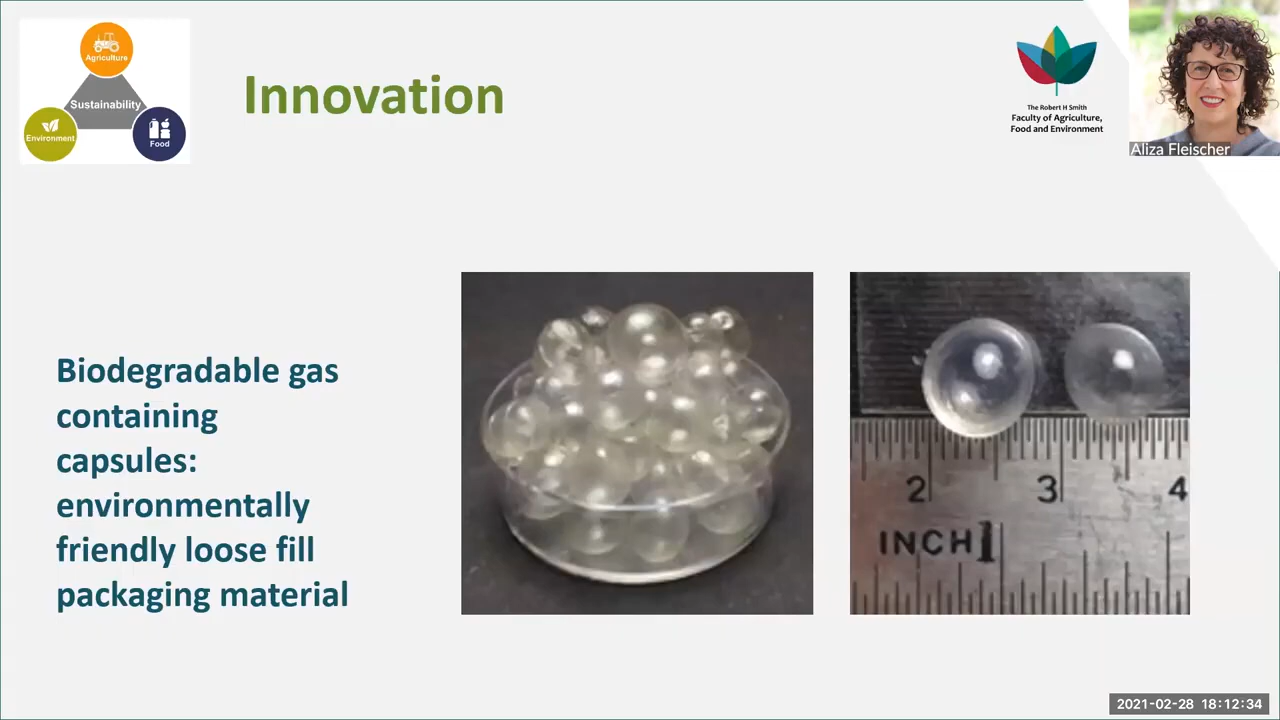 Agriculture
Sustainability
Environment
Food
Innovation
The Robert H Smith
Faculty of Agriculture,
Food and Environment
Aliza Fleischer
Biodegradable gas
containing
capsules:
environmentally
friendly loose fill
packaging material
2 3 4
INCH 1
2021-02-28 18:12:34